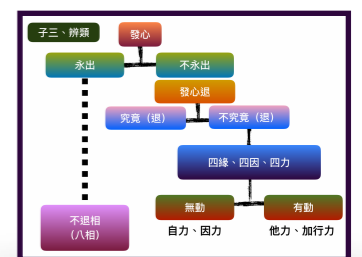 子三、辨類
發心
永出
不永出
發心退
究竟（退）
不究竟（退）
四緣、四因、四力
不退相
（八相）
無動
有動
自力、因力
他力、加行力